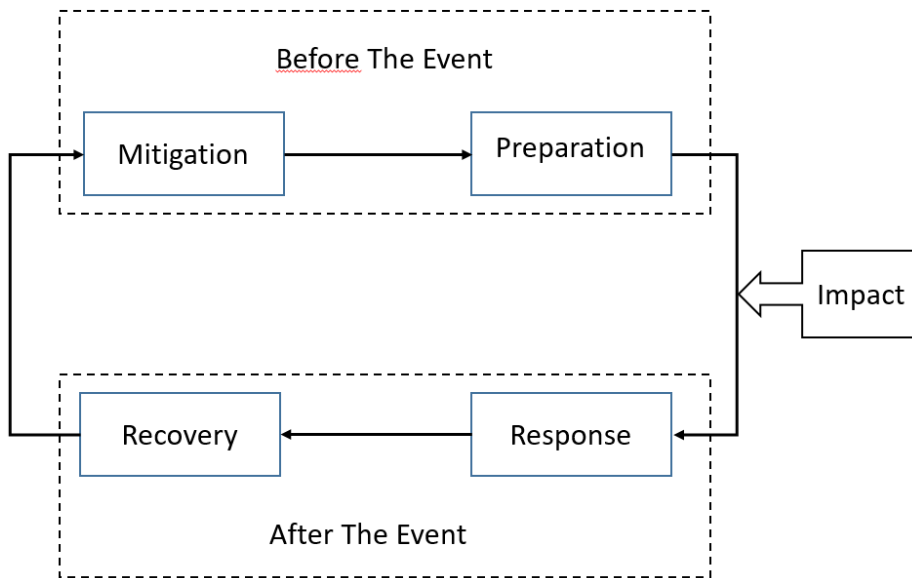 Before The Event
Mitigation
Preparation
Impact
Recovery
Response
After The Event